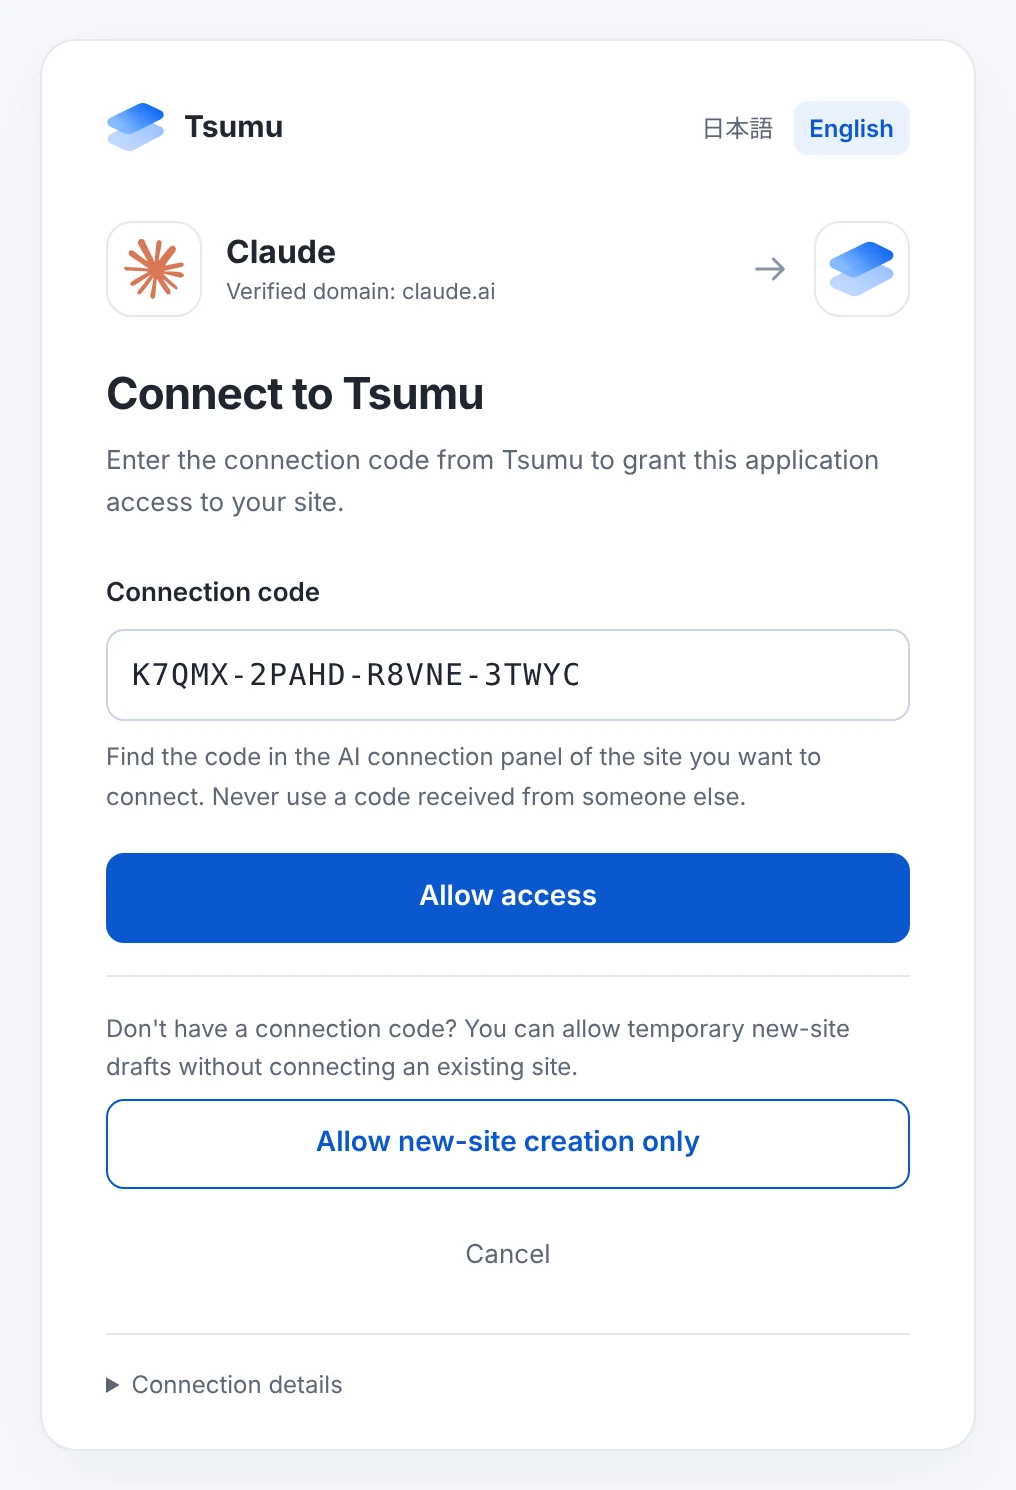 Tsumu
日本語
English
Claude
Verified domain: claude.ai
Connect to Tsumu
Enter the connection code from Tsumu to grant this application
access to your site.
Connection code
K7QMX-2PAHD-R8VNE-3TWYC
Find the code in the AI connection panel of the site you want to
connect. Never use a code received from someone else.
Allow access
Don't have a connection code? You can allow temporary new-site
drafts without connecting an existing site.
Allow new-site creation only
Cancel
Connection details